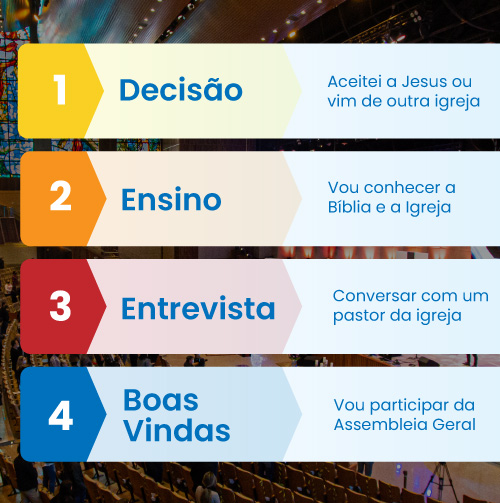 1
Decisão
Aceitei a Jesus ou
vim de outra igreja
2
Ensino
Vou conhecer a
Bíblia e a Igreja
3
Entrevista
Conversar com um
pastor da igreja
4
Boas
Vindas
Vou participar da
Assembleia Geral